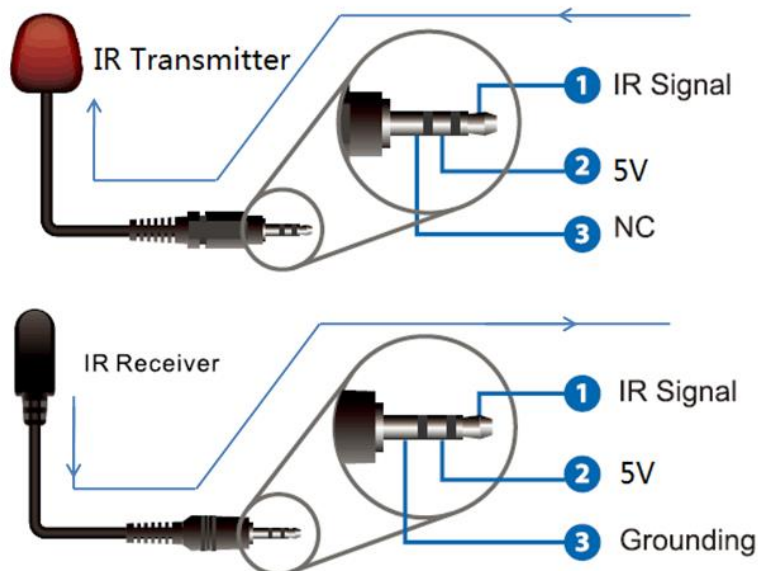 IR Transmitter
1 IR Signal
2 5V
3 NC
IR Receiver
1 IR Signal
2 5V
3 Grounding